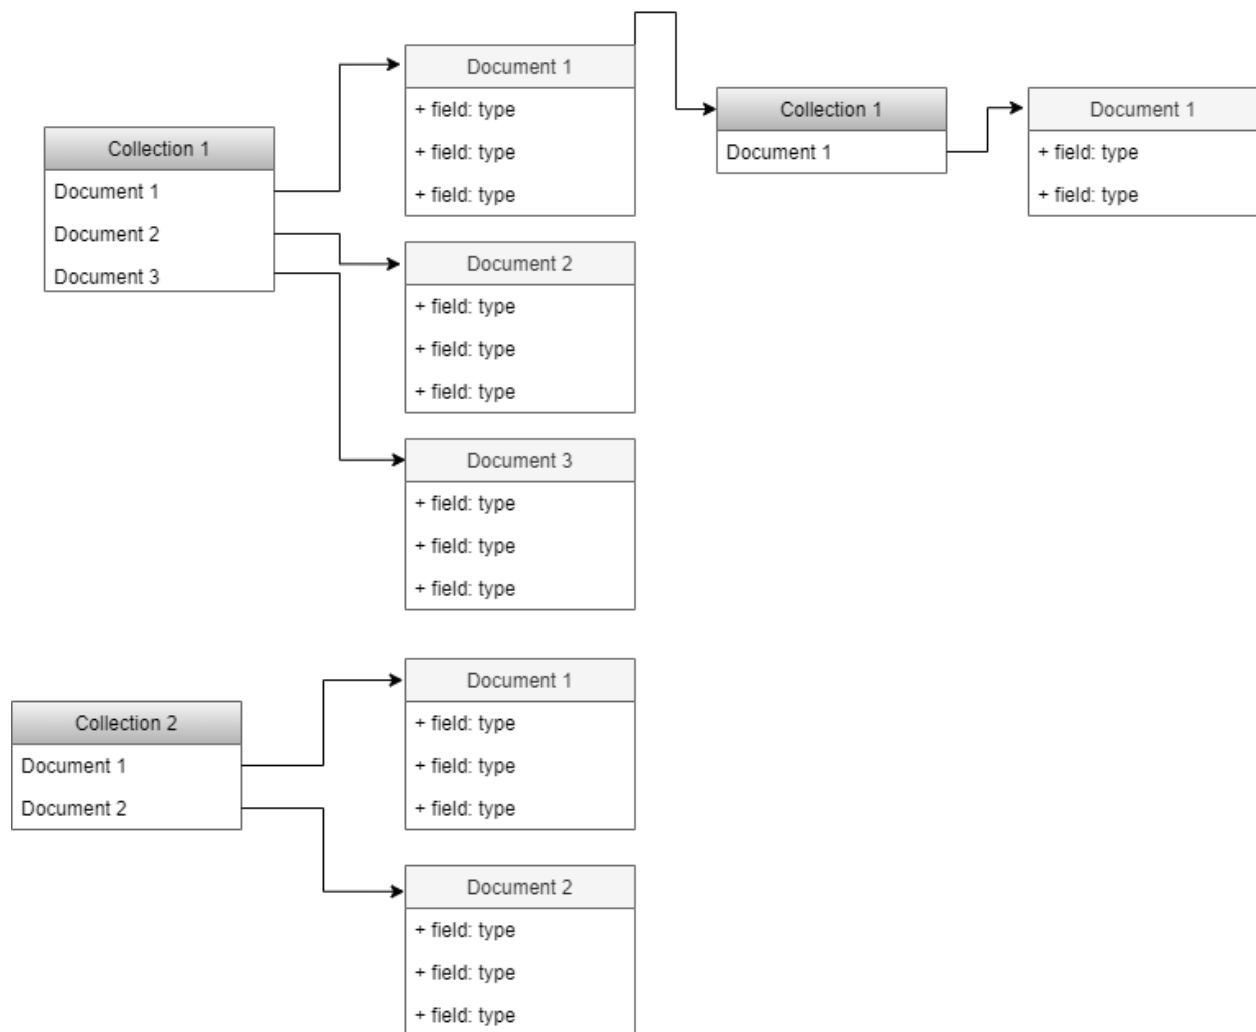 Collection 1
Document 1
Document 2
Document 3
Document 1
+ field: type
+ field: type
+ field: type
Collection 1
Document 1
Document 1
+ field: type
+ field: type
Document 2
+ field: type
+ field: type
+ field: type
Document 3
+ field: type
+ field: type
+ field: type
Collection 2
Document 1
Document 2
Document 1
+ field: type
+ field: type
+ field: type
Document 2
+ field: type
+ field: type
+ field: type